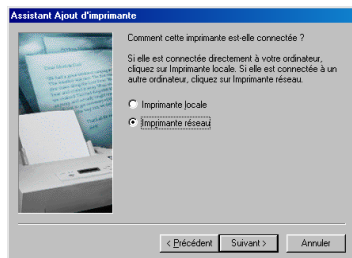 Assistant Ajout d'imprimante
Comment cette imprimante est-elle connectée ?
Si elle est connectée directement à votre ordinateur,
cliquez sur Imprimante locale. Si elle est connectée à un
autre ordinateur, cliquez sur Imprimante réseau.
Imprimante locale
Imprimante réseau
< Précédent
Suivant >
Annuler